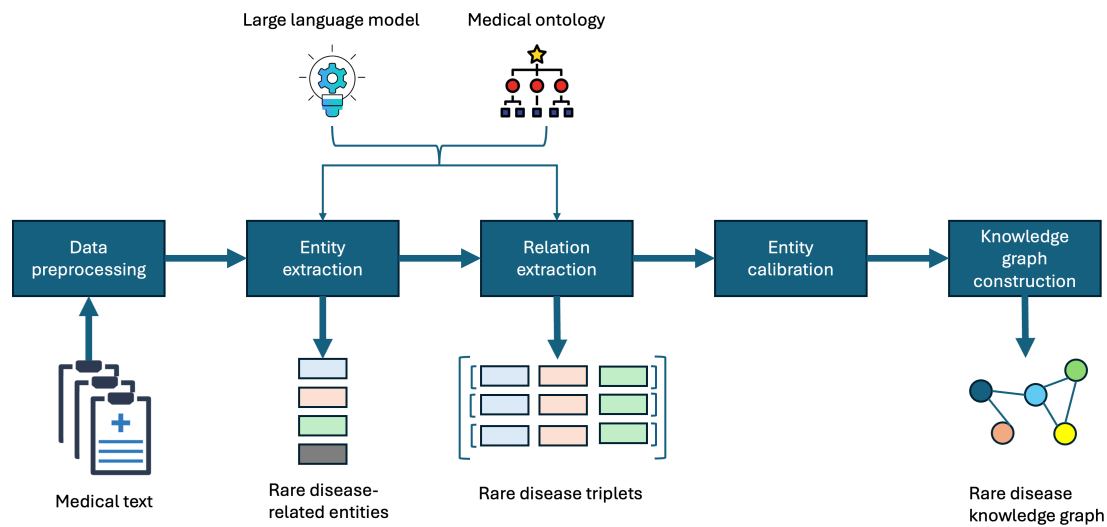 Large language model
Medical ontology
Data
preprocessing
Entity
extraction
Relation
extraction
Entity
calibration
Knowledge
graph
construction
Medical text
Rare disease-
related entities
Rare disease triplets
Rare disease
knowledge graph